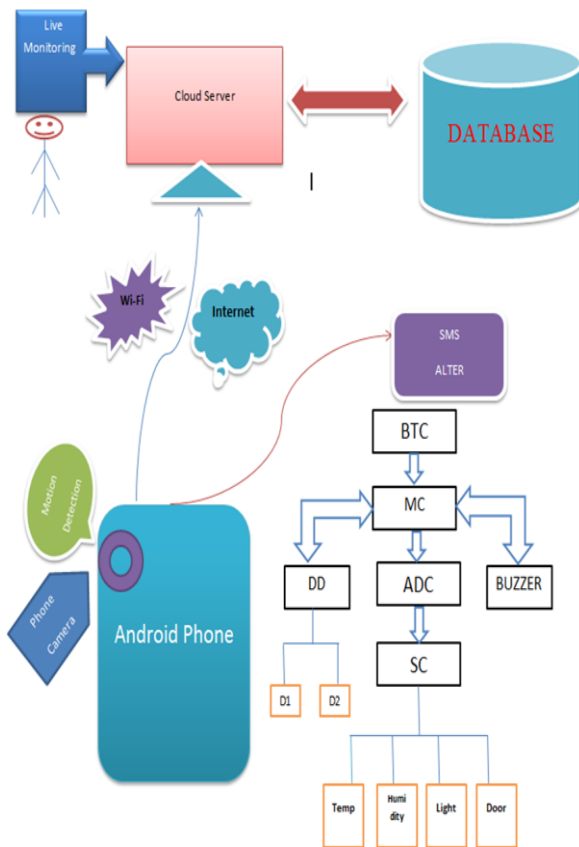 Live
Monitoring
Cloud Server
DATABASE
Wi-Fi
Internet
SMS
ALTER
BTC
Motion
Detection
MC
DD
ADC
BUZZER
Phone
Camera
Android Phone
SC
D1
D2
Temp
Humi
dity
Light
Door